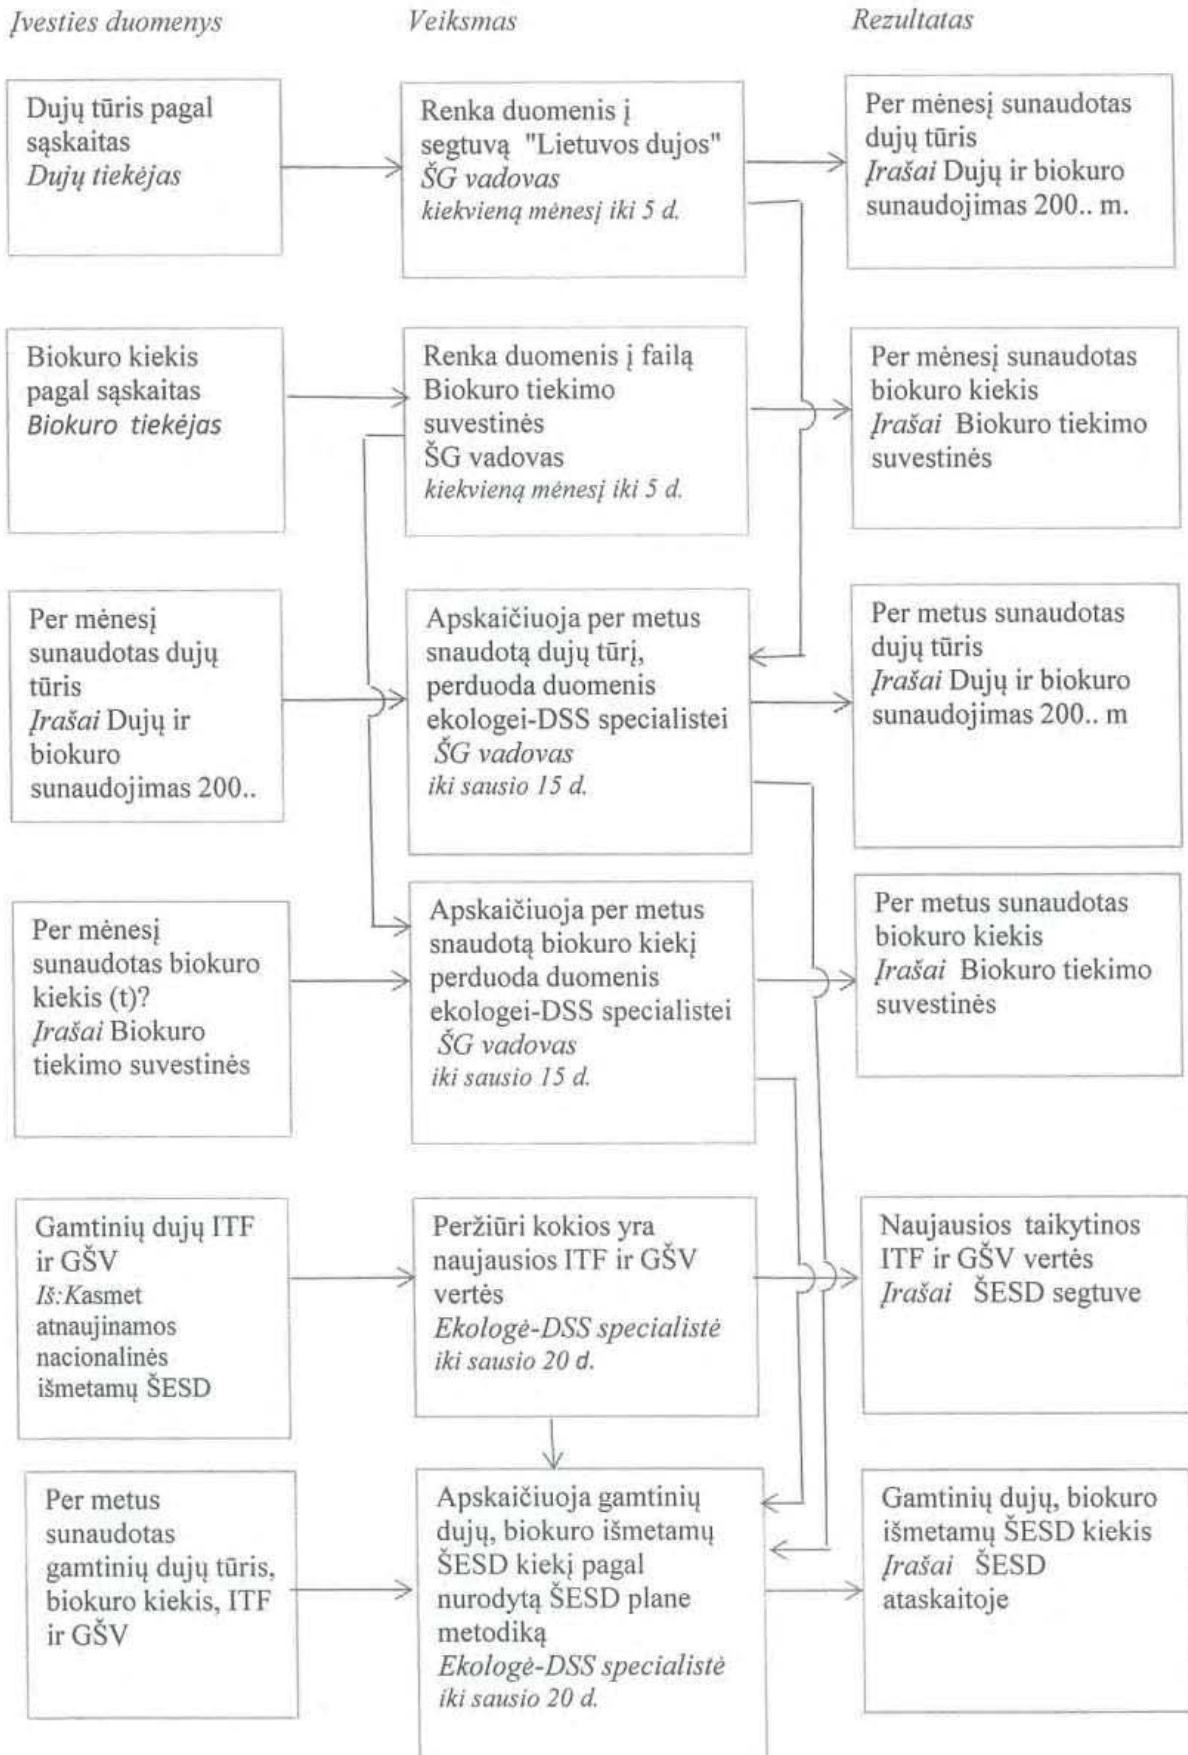 Įvesties duomenys
Veiksmas
Rezultatas
Dujų tūris pagal
sąskaitas
Dujų tiekėjas
Renka duomenis į
segtuvą "Lietuvos dujos"
ŠG vadovas
kiekvieną mėnesį iki 5 d.
Per mėnesį sunaudotas
dujų tūris
Įrašai Dujų ir biokuro
sunaudojimas 200.. m.
Biokuro kiekis
pagal sąskaitas
Biokuro tiekėjas
Renka duomenis į failą
Biokuro tiekimo
suvestinės
ŠG vadovas
kiekvieną mėnesį iki 5 d.
Per mėnesį sunaudotas
biokuro kiekis
Įrašai Biokuro tiekimo
suvestinės
Per mėnesį
sunaudotas dujų
tūris
Įrašai Dujų ir
biokuro
sunaudojimas 200..
Apskaičiuoja per metus
snaudotą dujų tūrį,
perduoda duomenis
ekologei-DSS specialistei
ŠG vadovas
iki sausio 15 d.
Per metus sunaudotas
dujų tūris
Įrašai Dujų ir biokuro
sunaudojimas 200.. m
Per mėnesį
sunaudotas biokuro
kiekis (t)?
Įrašai Biokuro
tiekimo suvestinės
Apskaičiuoja per metus
snaudotą biokuro kiekį
perduoda duomenis
ekologei-DSS specialistei
ŠG vadovas
iki sausio 15 d.
Per metus sunaudotas
biokuro kiekis
Įrašai Biokuro tiekimo
suvestinės
Gamtinių dujų ITF
ir GŠV
Iš:Kasmet
atnaujinamos
nacionalinės
išmetamų ŠESD
Peržiūri kokios yra
naujausios ITF ir GŠV
vertės
Ekologė-DSS specialistė
iki sausio 20 d.
Naujausios taikytinos
ITF ir GŠV vertės
Įrašai ŠESD segtuve
Per metus
sunaudotas
gamtinių dujų tūris,
biokuro kiekis, ITF
ir GŠV
Apskaičiuoja gamtinių
dujų, biokuro išmetamų
ŠESD kiekį pagal
nurodytą ŠESD plane
metodiką
Ekologė-DSS specialistė
iki sausio 20 d.
Gamtinių dujų, biokuro
išmetamų ŠESD kiekis
Įrašai ŠESD
ataskaitoje